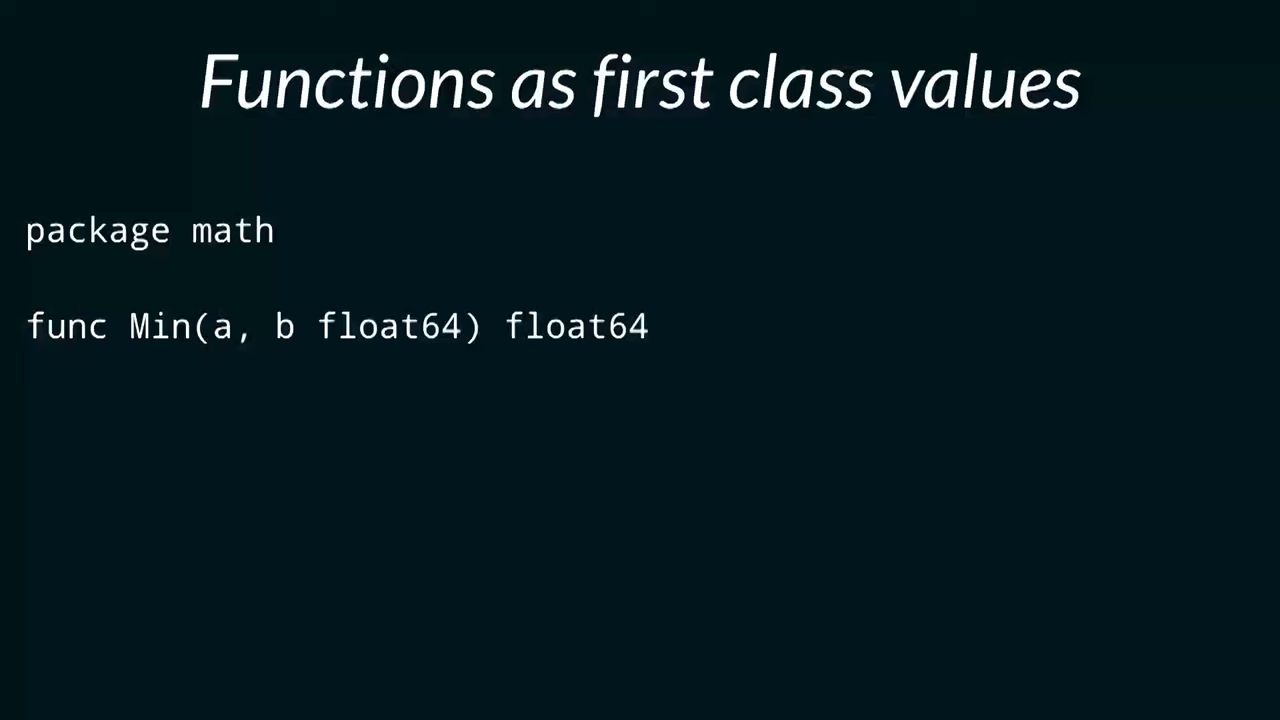 Functions as first class values
package math
func Min(a, b float64) float64